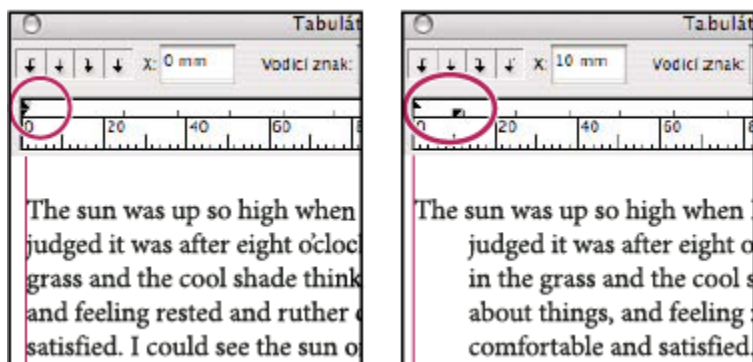 Tabulát
X: 0 mm Vodicí znak:
0 20 40 60 8
The sun was up so high when
judged it was after eight o'cloc
grass and the cool shade think
and feeling rested and ruther
satisfied. I could see the sun o
Tabulát
X: 10 mm Vodicí znak:
0 20 40 60 8
The sun was up so high when
judged it was after eight o
in the grass and the cool s
about things, and feeling
comfortable and satisfied